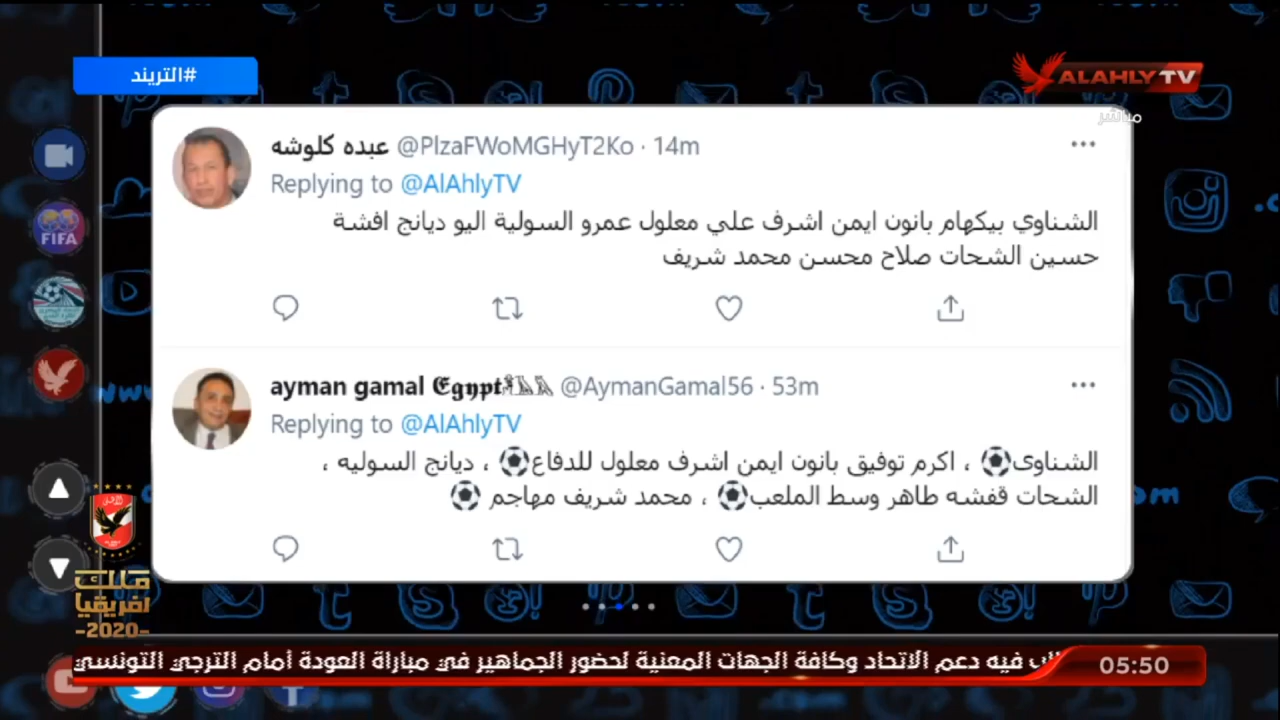 #التريند
ALAHLY TV
مباشر
عبده كلوشه @PlzaFWoMGHyT2Ko · 14m
Replying to @AlAhlyTV
الشناوي بيكهام بانون ايمن اشرف علي معلول عمرو السولية اليو ديانج افشة
حسين الشحات صلاح محسن محمد شريف
FIFA
ayman gamal 𝕰𝖌𝖞𝖕𝖙 @AymanGamal56 · 53m
Replying to @AlAhlyTV
الشناوى⚽ ، اكرم توفيق بانون ايمن اشرف معلول للدفاع⚽ ، ديانج السوليه ،
الشحات قفشه طاهر وسط الملعب⚽ ، محمد شريف مهاجم ⚽
ملك
افريقيا
-2020-
فيه دعم الاتحاد وكافة الجهات المعنية لحضور الجماهير في مباراة العودة أمام الترجي التونسي
05:50